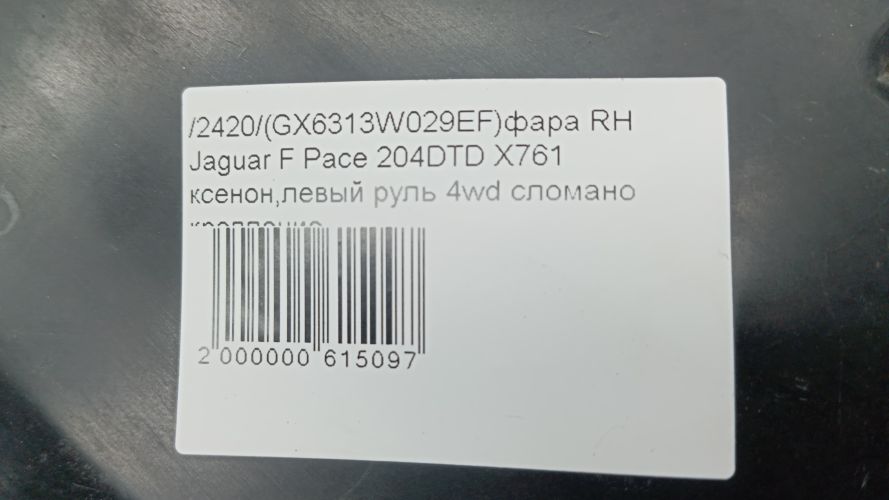 /2420/(GX6313W029EF)фара RH
Jaguar F Pace 204DTD X761
ксенон,левый руль 4wd сломано
2 000000 615097